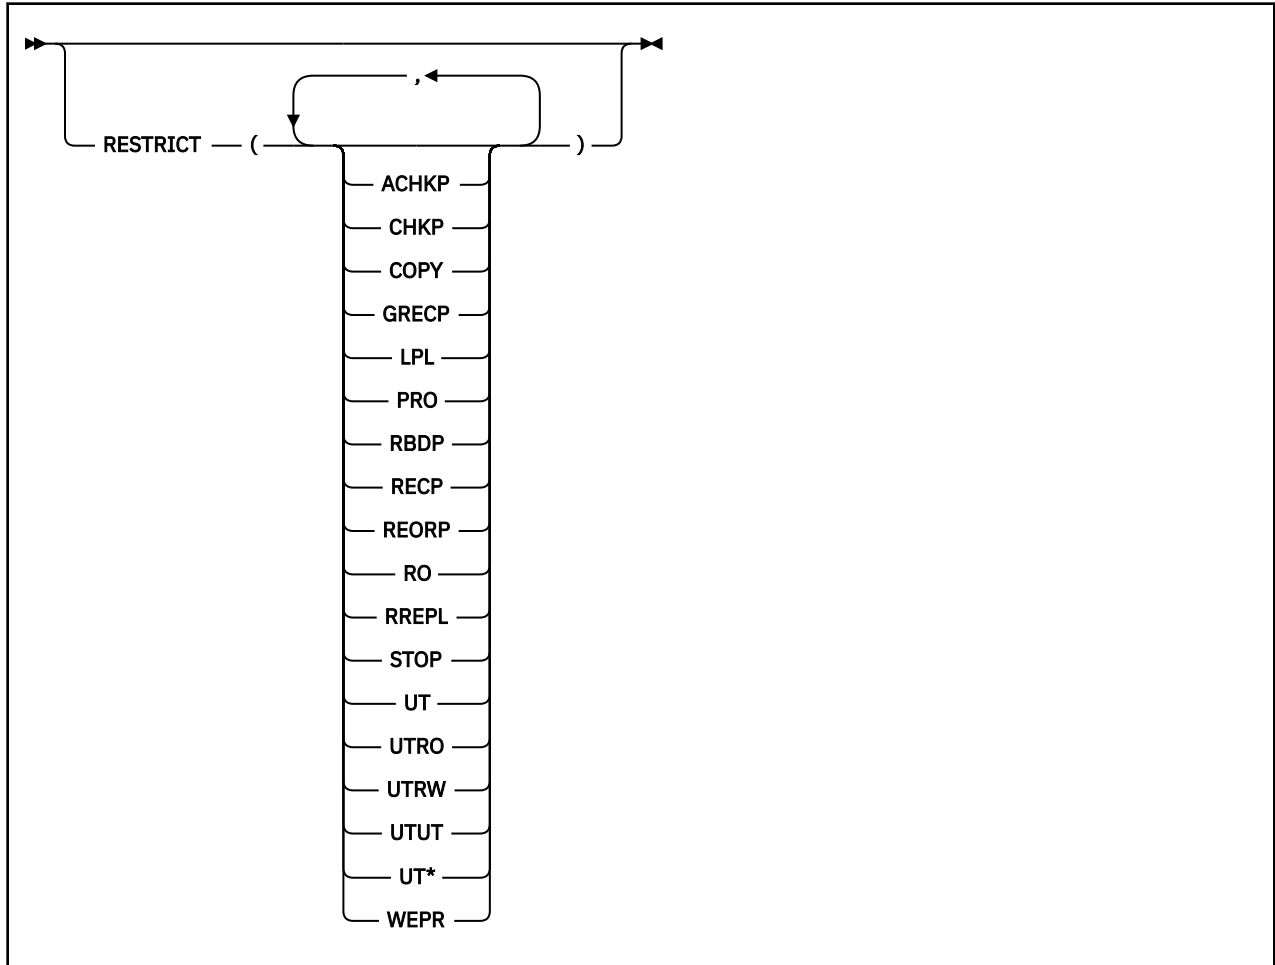 ,
RESTRICT ( )
ACHKP
CHKP
COPY
GRECP
LPL
PRO
RBDP
RECP
REORP
RO
RREPL
STOP
UT
UTRO
UTRW
UTUT
UT*
WEPR